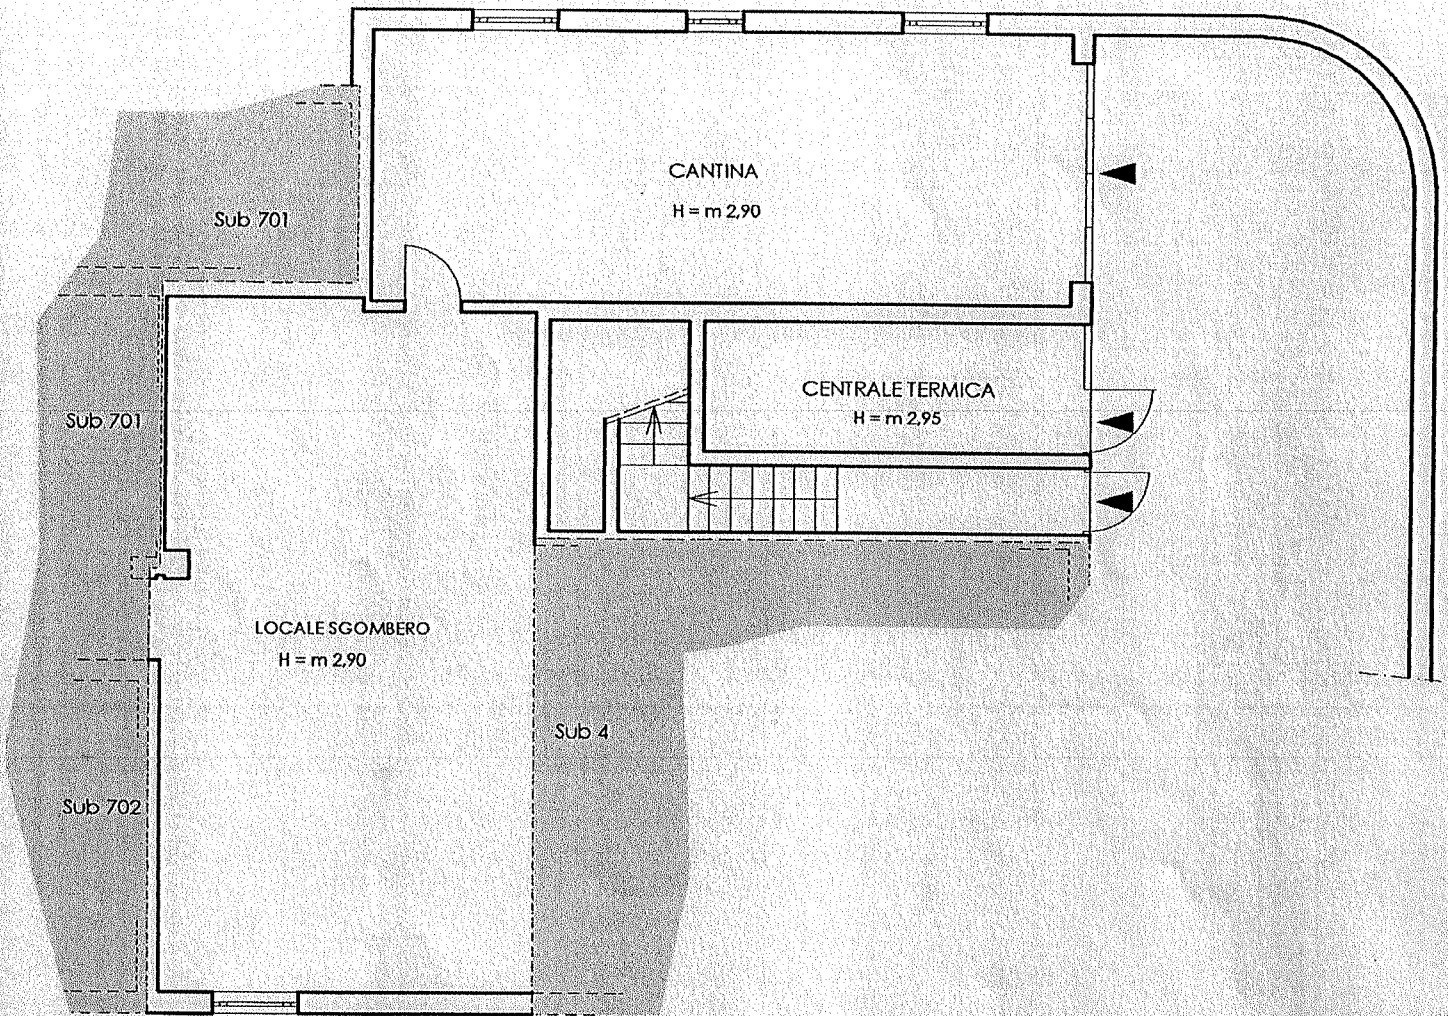 CANTINA
H = m 2,90
Sub 701
CENTRALE TERMICA
H = m 2,95
Sub 701
LOCALE SGOMBERO
H = m 2,90
Sub 4
Sub 702